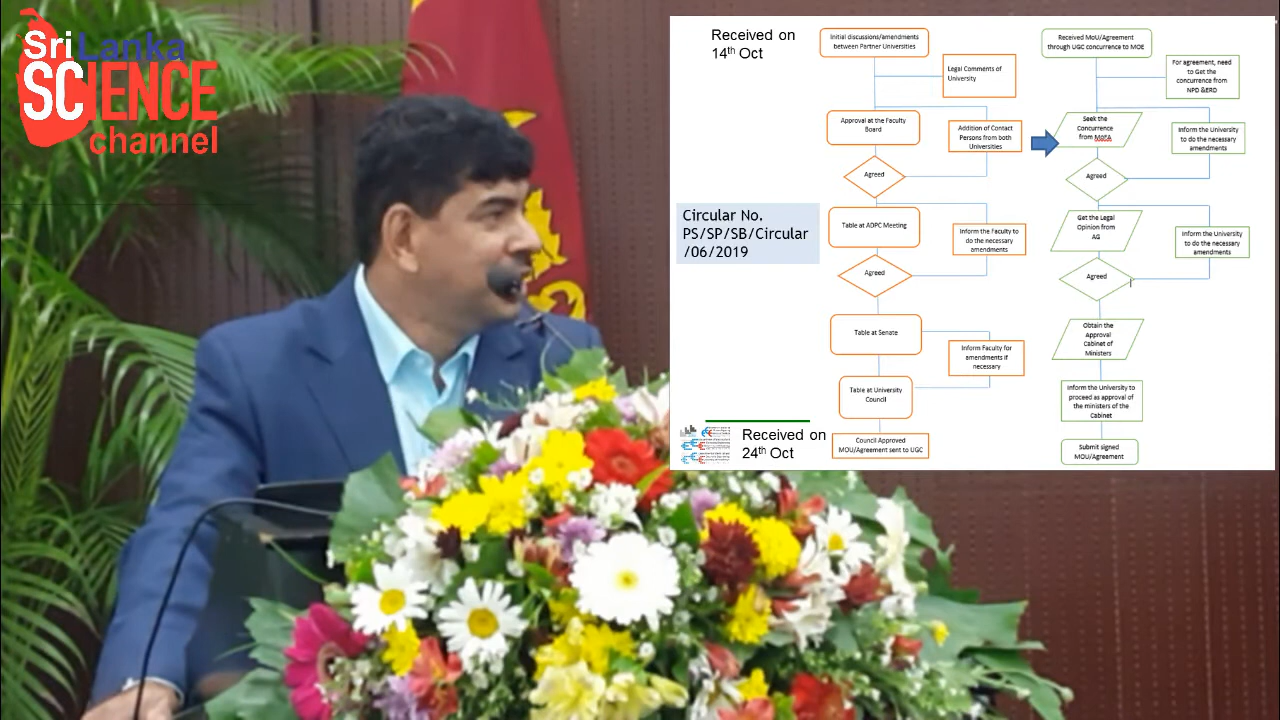 Sri Lanka
SCIENCE
channel
Received on
14th Oct
Circular No.
PS/SP/SB/Circular
/06/2019
Received on
24th Oct
Initial discussions/amendments
between Partner Universities
Legal Comments of
University
Approval at the Faculty
Board
Addition of Contact
Persons from both
Universities
Agreed
Table at ADPC Meeting
Inform the Faculty to
do the necessary
amendments
Agreed
Table at Senate
Inform Faculty for
amendments if
necessary
Table at University
Council
Council Approved
MOU/Agreement sent to UGC
Received MoU/Agreement
through UGC concurrence to MOE
For agreement, need
to Get the
concurrence from
NPD &ERD
Seek the
Concurrence
from MoFA
Inform the University
to do the necessary
amendments
Agreed
Get the Legal
Opinion from
AG
Inform the University
to do the necessary
amendments
Agreed
Obtain the
Approval
Cabinet of
Ministers
Inform the University to
proceed as approval of
the ministers of the
Cabinet
Submit signed
MOU/Agreement